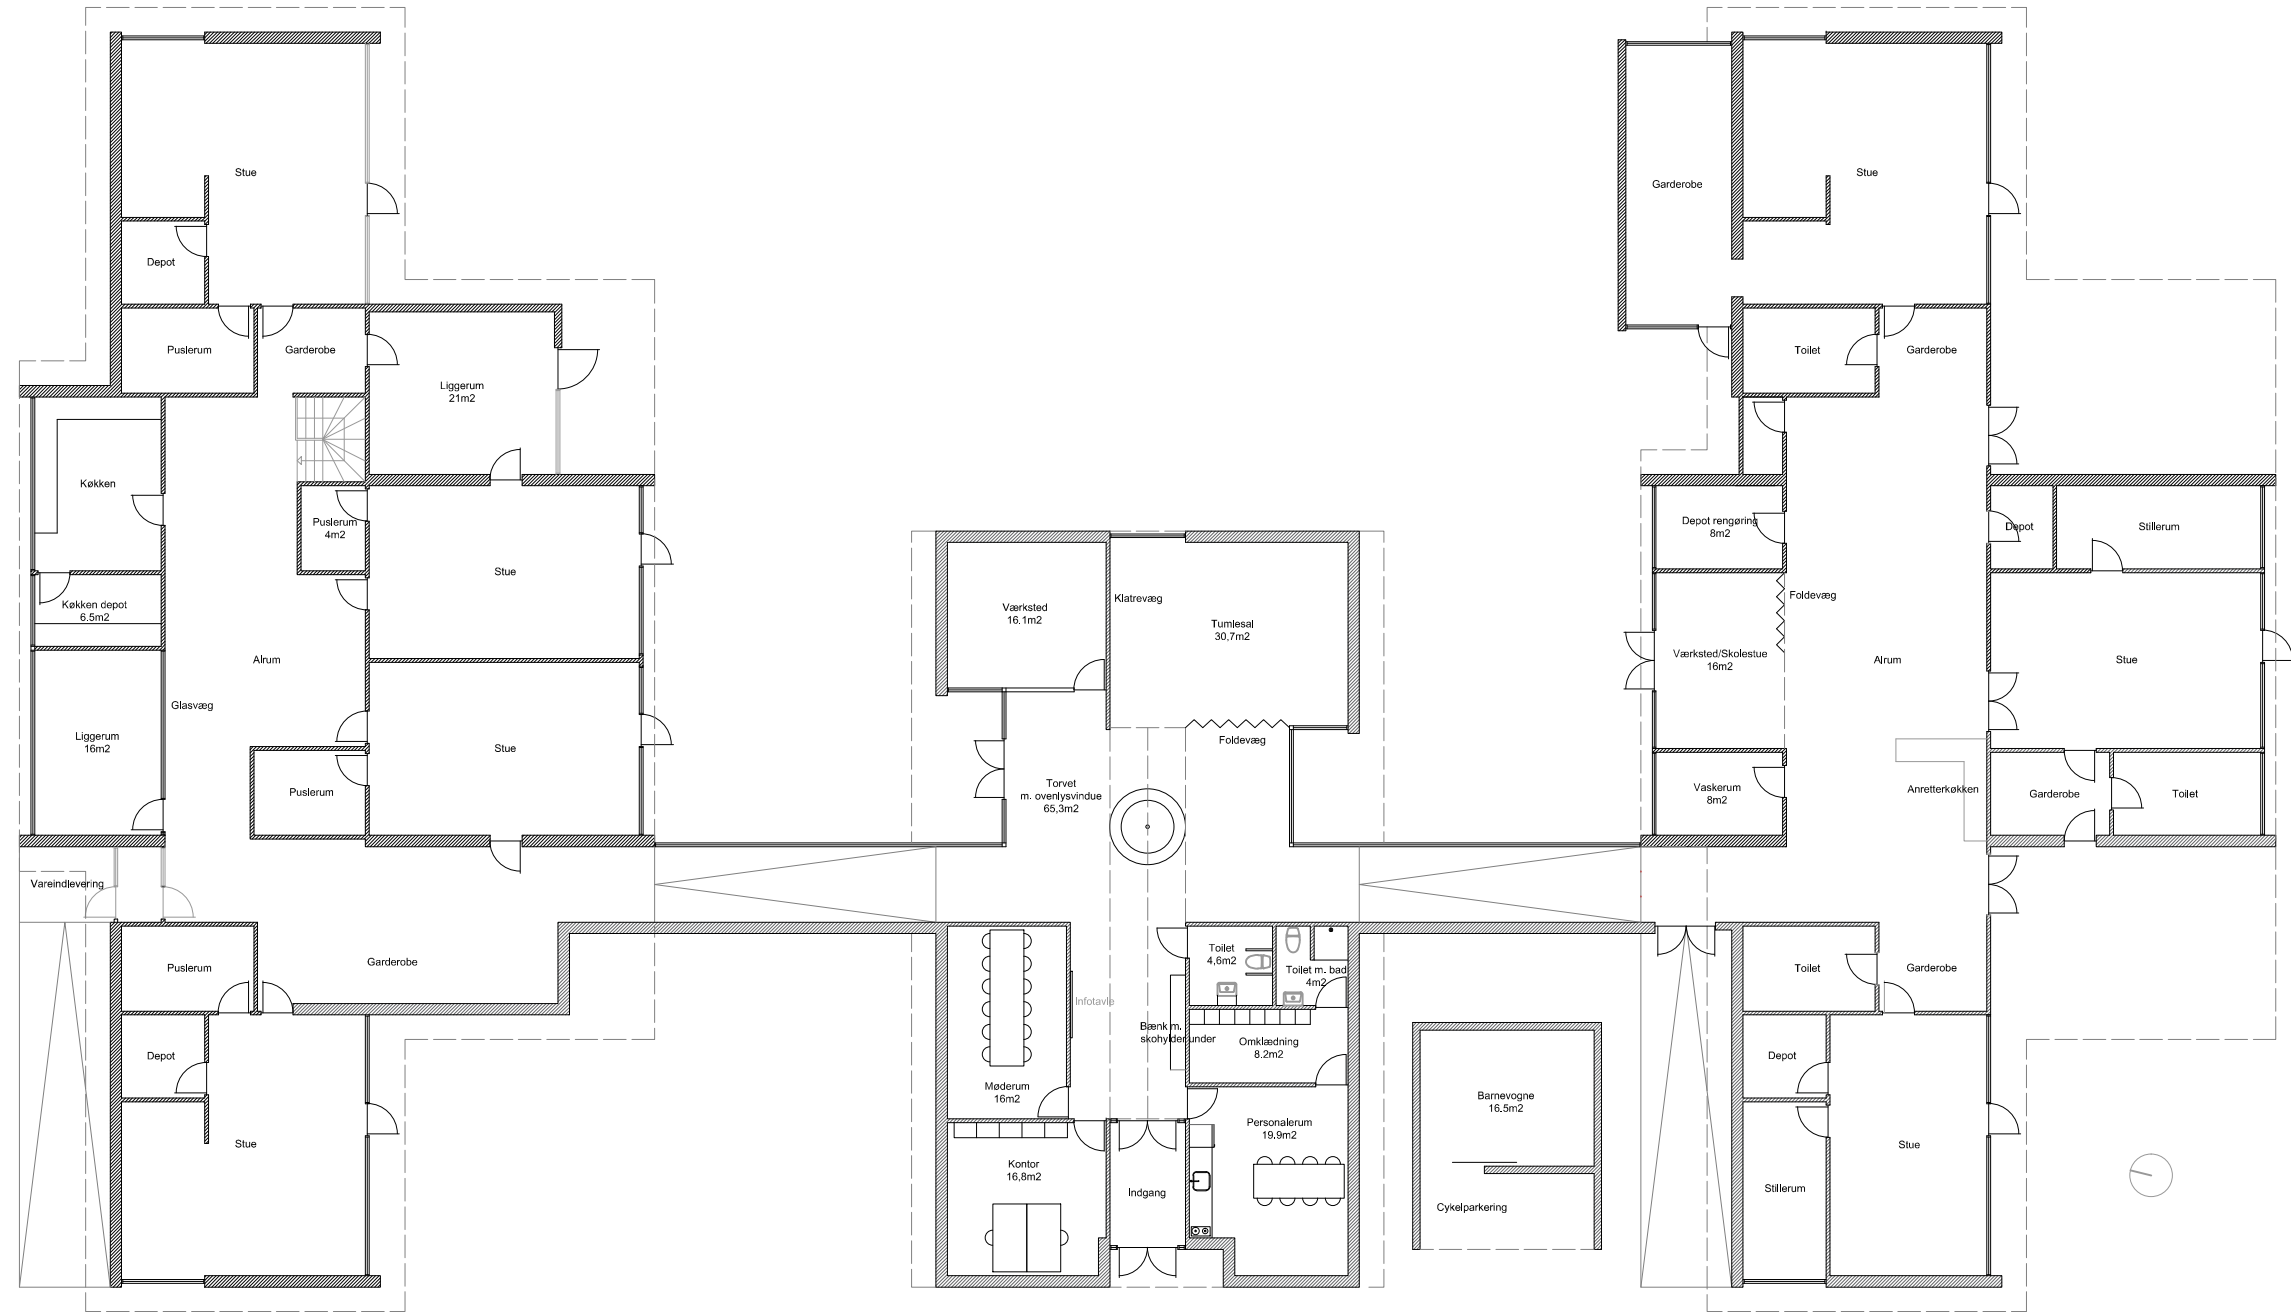 Stue
Depot
Puslerum
Garderobe
Liggerum
21m2
Køkken
Puslerum
4m2
Stue
Køkken depot
6.5m2
Alrum
Glasvæg
Liggerum
16m2
Stue
Puslerum
Vareindlevering
Puslerum
Garderobe
Depot
Stue
Værksted
16.1m2
Klatrevæg
Tumlesal
30,7m2
Foldevæg
Torvet
m. ovenlysvindue
65,3m2
Toilet
4,6m2
Toilet m. bad
4m2
Infotavle
Bænk m.
skohylder under
Omklædning
8.2m2
Møderum
16m2
Personalerum
19.9m2
Kontor
16,8m2
Indgang
Barnevogne
16.5m2
Cykelparkering
Garderobe
Stue
Toilet
Garderobe
Depot rengøring
8m2
Depot
Stillerum
Foldevæg
Værksted/Skolestue
16m2
Alrum
Stue
Vaskerum
8m2
Anretterkøkken
Garderobe
Toilet
Toilet
Garderobe
Depot
Stue
Stillerum